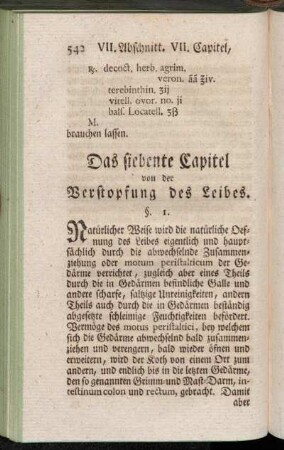 542 VII. Abschnitt. VII. Capitel,
℞. decoct. herb. agrim.
veron. āā ℥iv.
terebinthin. ʒij
vitell. ovor. no. ji
balſ. Locatell. ʒß
M.
brauchen laſſen.
Das ſiebente Capitel
von der
Verſtopfung des Leibes.
§. 1.
Natürlicher Weiſe wird die natürliche Oef-
nung des Leibes eigentlich und haupt-
ſächlich durch die abwechſelnde Zuſammen-
ziehung oder motum periſtalticum der Ge-
därme verrichtet, zugleich aber eines Theils
durch die in Gedärmen befindliche Galle und
andere ſcharfe, ſaltzige Unreinigkeiten, andern
Theils auch durch die in Gedärmen beſtändig
abgeſetzte ſchleimige Feuchtigkeiten befördert.
Vermöge des motus periſtaltici, bey welchem
ſich die Gedärme abwechſelnd bald zuſammen-
ziehen und verengern, bald wieder öfnen und
erweitern, wird der Koth von einem Ort zum
andern, und endlich bis in die letzten Gedärme,
den ſo genannten Grimm-und Maſt-Darm, in-
teſtinum colon und rectum, gebracht. Damit
aber